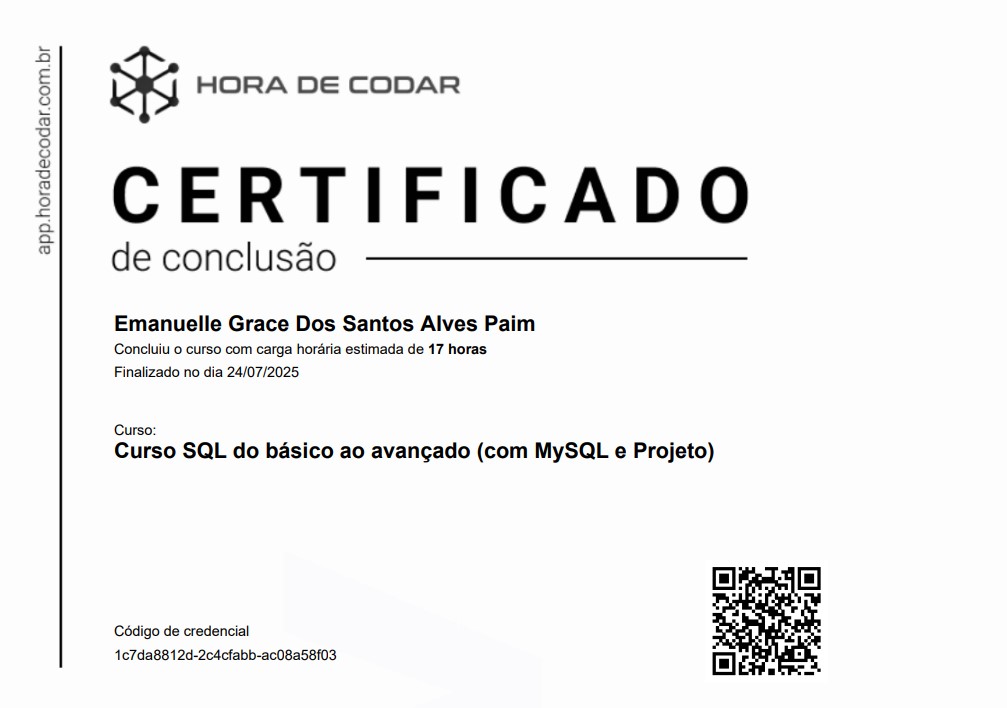 app.horadecodar.com.br
HORA DE CODAR
CERTIFICADO
de conclusão
Emanuelle Grace Dos Santos Alves Paim
Concluiu o curso com carga horária estimada de 17 horas
Finalizado no dia 24/07/2025
Curso:
Curso SQL do básico ao avançado (com MySQL e Projeto)
Código de credencial
1c7da8812d-2c4cfabb-ac08a58f03